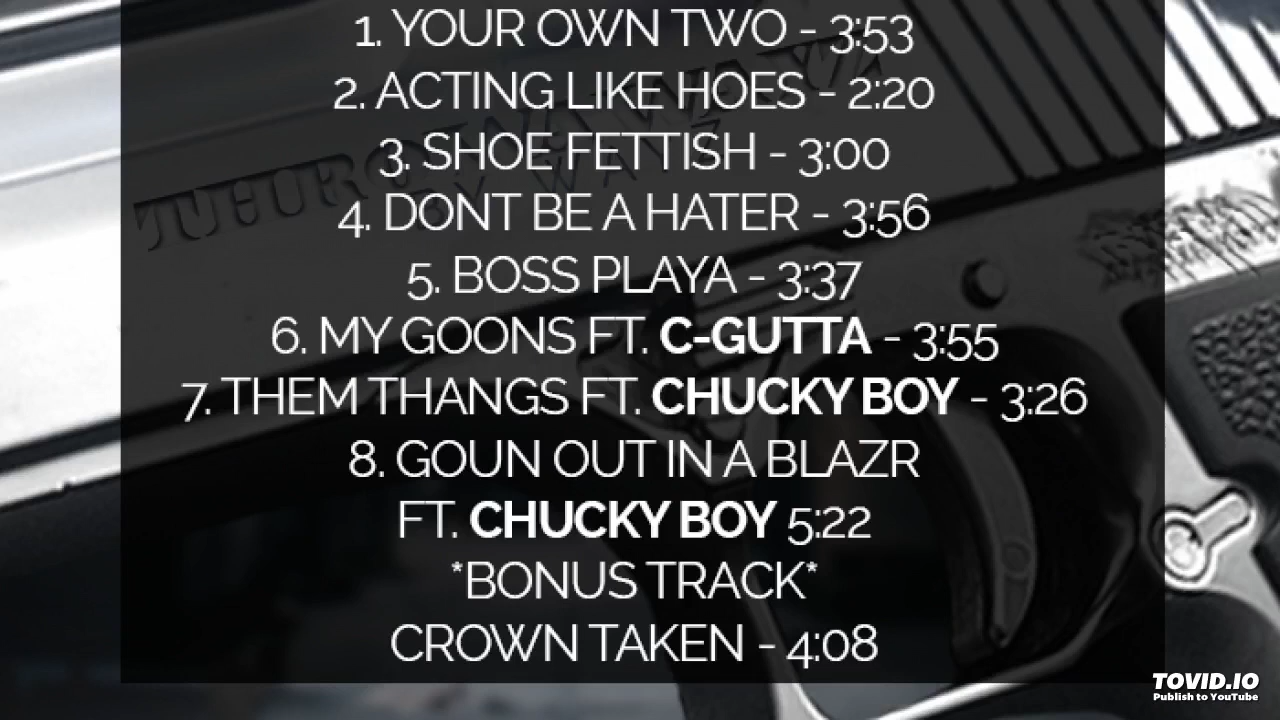 1. YOUR OWN TWO - 3:53
2. ACTING LIKE HOES - 2:20
3. SHOE FETTISH - 3:00
4. DONT BE A HATER - 3:56
5. BOSS PLAYA - 3:37
6. MY GOONS FT. C-GUTTA - 3:55
7. THEM THANGS FT. CHUCKY BOY - 3:26
8. GOUN OUT IN A BLAZR
FT. CHUCKY BOY 5:22
*BONUS TRACK*
CROWN TAKEN - 4:08
TOVID.IO
Publish to YouTube